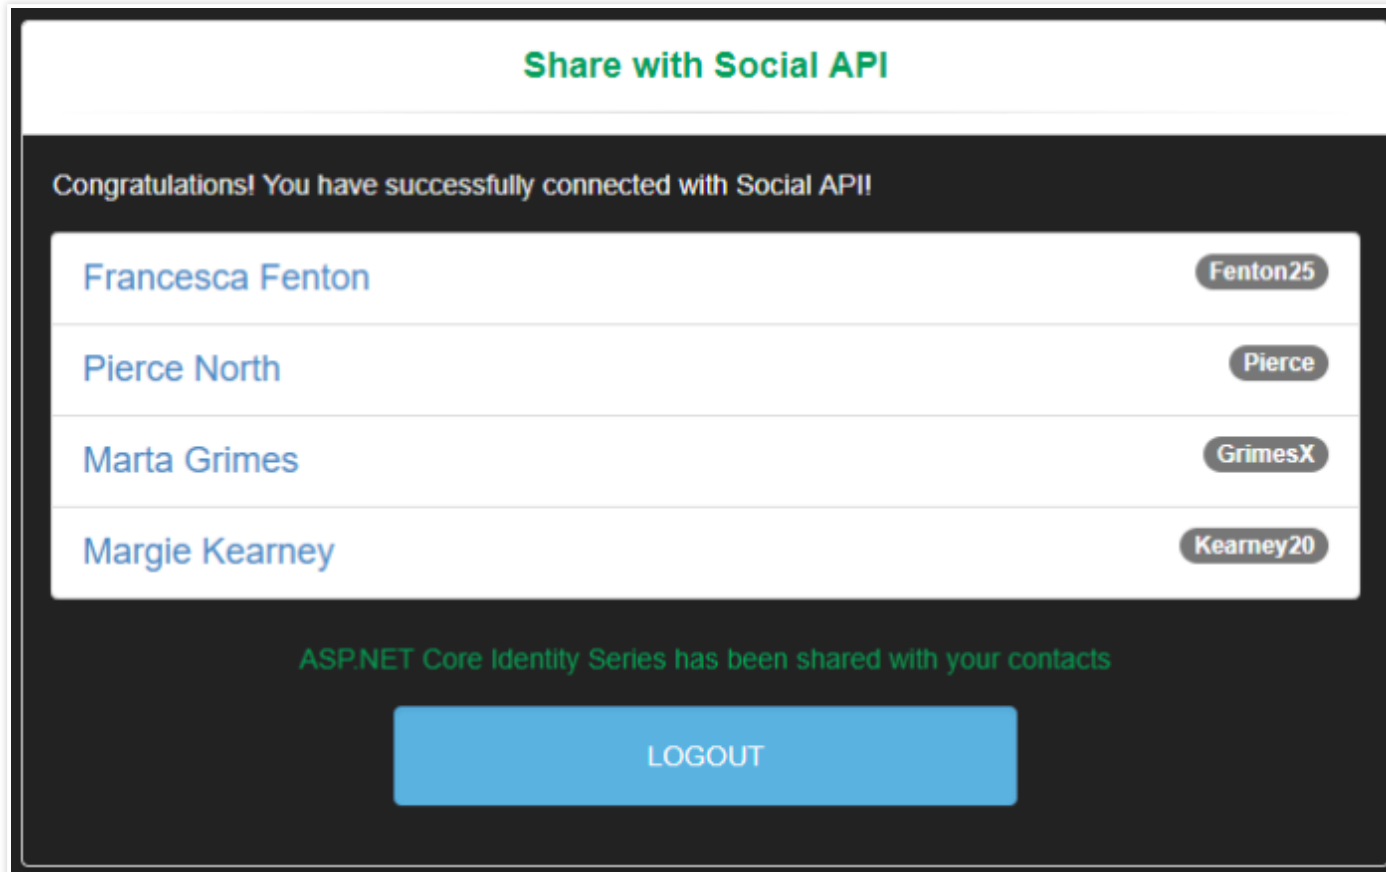 Share with Social API
Congratulations! You have successfully connected with Social API!
Francesca Fenton Fenton25
Pierce North Pierce
Marta Grimes GrimesX
Margie Kearney Kearney20
ASP.NET Core Identity Series has been shared with your contacts
LOGOUT